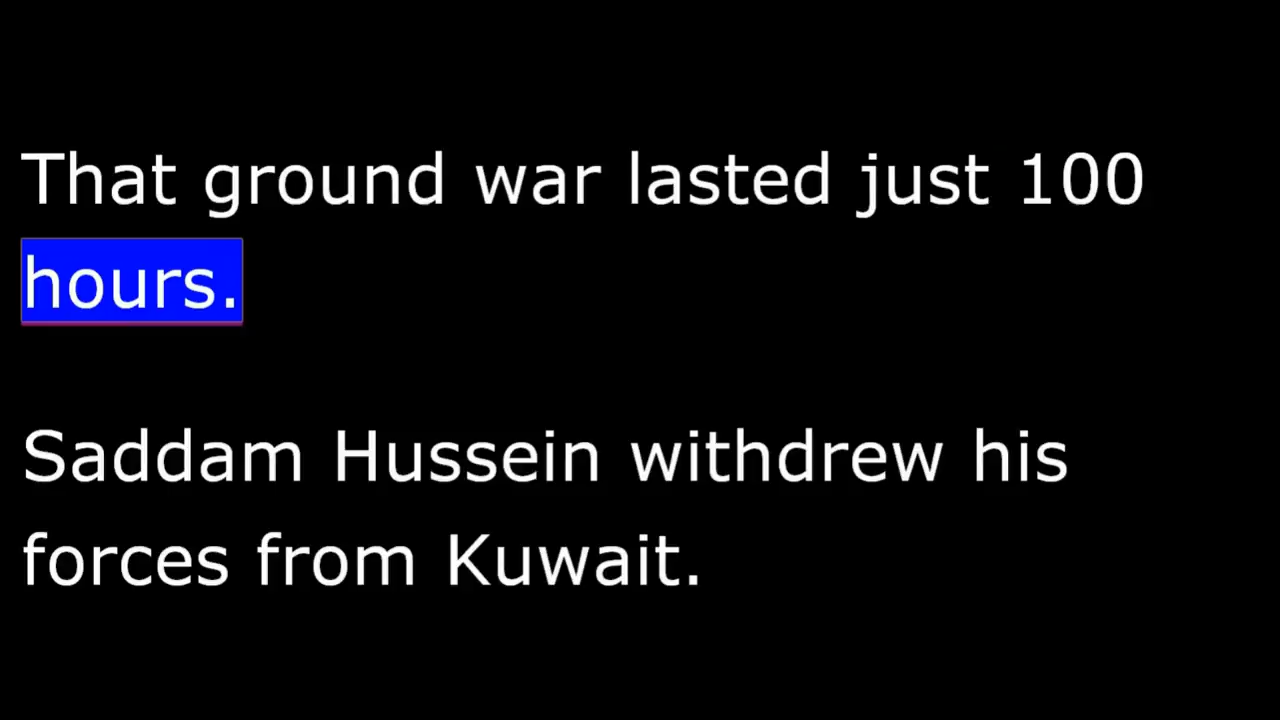 That ground war lasted just 100
hours.
Saddam Hussein withdrew his
forces from Kuwait.